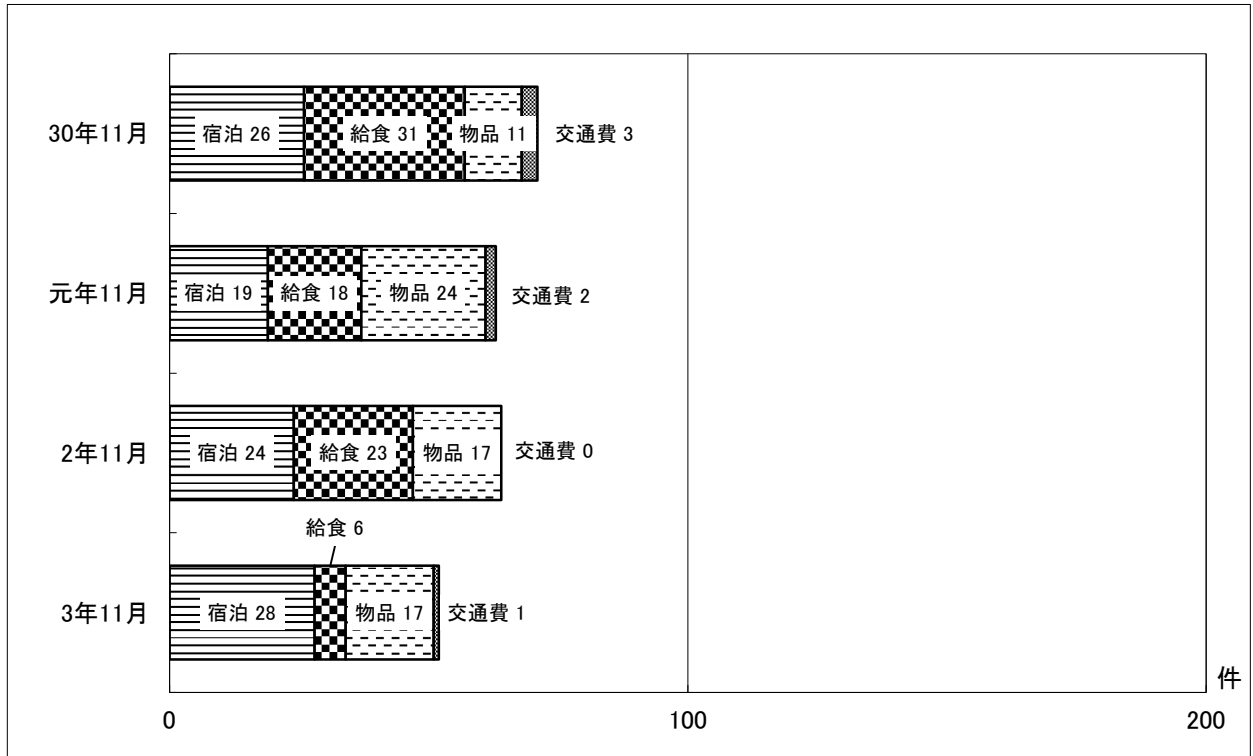 30年11月
宿泊 26
給食 31
物品 11
交通費 3
元年11月
宿泊 19
給食 18
物品 24
交通費 2
2年11月
宿泊 24
給食 23
物品 17
交通費 0
給食 6
3年11月
宿泊 28
物品 17
交通費 1
件
0
100
200